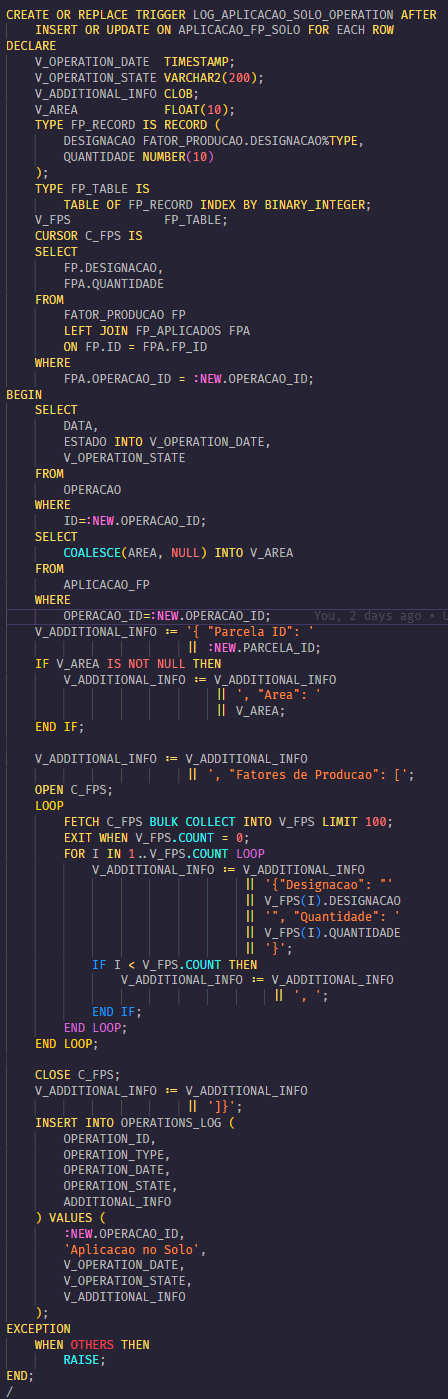 CREATE OR REPLACE TRIGGER LOG_APLICACAO_SOLO_OPERATION AFTER
    INSERT OR UPDATE ON APLICACAO_FP_SOLO FOR EACH ROW
DECLARE
    V_OPERATION_DATE  TIMESTAMP;
    V_OPERATION_STATE VARCHAR2(200);
    V_ADDITIONAL_INFO CLOB;
    V_AREA            FLOAT(10);
    TYPE FP_RECORD IS RECORD (
        DESIGNACAO FATOR_PRODUCAO.DESIGNACAO%TYPE,
        QUANTIDADE NUMBER(10)
    );
    TYPE FP_TABLE IS
        TABLE OF FP_RECORD INDEX BY BINARY_INTEGER;
    V_FPS             FP_TABLE;
    CURSOR C_FPS IS
    SELECT
        FP.DESIGNACAO,
        FPA.QUANTIDADE
    FROM
        FATOR_PRODUCAO FP
        LEFT JOIN FP_APLICADOS FPA
        ON FP.ID = FPA.FP_ID
    WHERE
        FPA.OPERACAO_ID = :NEW.OPERACAO_ID;
BEGIN
    SELECT
        DATA,
        ESTADO INTO V_OPERATION_DATE,
        V_OPERATION_STATE
    FROM
        OPERACAO
    WHERE
        ID=:NEW.OPERACAO_ID;
    SELECT
        COALESCE(AREA, NULL) INTO V_AREA
    FROM
        APLICACAO_FP
    WHERE
        OPERACAO_ID=:NEW.OPERACAO_ID;      You, 2 days ago •
    V_ADDITIONAL_INFO := '{ "Parcela ID": '
                         || :NEW.PARCELA_ID;
    IF V_AREA IS NOT NULL THEN
        V_ADDITIONAL_INFO := V_ADDITIONAL_INFO
                             || ', "Area": '
                             || V_AREA;
    END IF;
    V_ADDITIONAL_INFO := V_ADDITIONAL_INFO
                         || ', "Fatores de Producao": [';
    OPEN C_FPS;
    LOOP
        FETCH C_FPS BULK COLLECT INTO V_FPS LIMIT 100;
        EXIT WHEN V_FPS.COUNT = 0;
        FOR I IN 1..V_FPS.COUNT LOOP
            V_ADDITIONAL_INFO := V_ADDITIONAL_INFO
                                 || '{"Designacao": "'
                                 || V_FPS(I).DESIGNACAO
                                 || '", "Quantidade": '
                                 || V_FPS(I).QUANTIDADE
                                 || '}';
            IF I < V_FPS.COUNT THEN
                V_ADDITIONAL_INFO := V_ADDITIONAL_INFO
                                     || ', ';
            END IF;
        END LOOP;
    END LOOP;
    CLOSE C_FPS;
    V_ADDITIONAL_INFO := V_ADDITIONAL_INFO
                         || ']}';
    INSERT INTO OPERATIONS_LOG (
        OPERATION_ID,
        OPERATION_TYPE,
        OPERATION_DATE,
        OPERATION_STATE,
        ADDITIONAL_INFO
    ) VALUES (
        :NEW.OPERACAO_ID,
        'Aplicacao no Solo',
        V_OPERATION_DATE,
        V_OPERATION_STATE,
        V_ADDITIONAL_INFO
    );
EXCEPTION
    WHEN OTHERS THEN
        RAISE;
END;
/